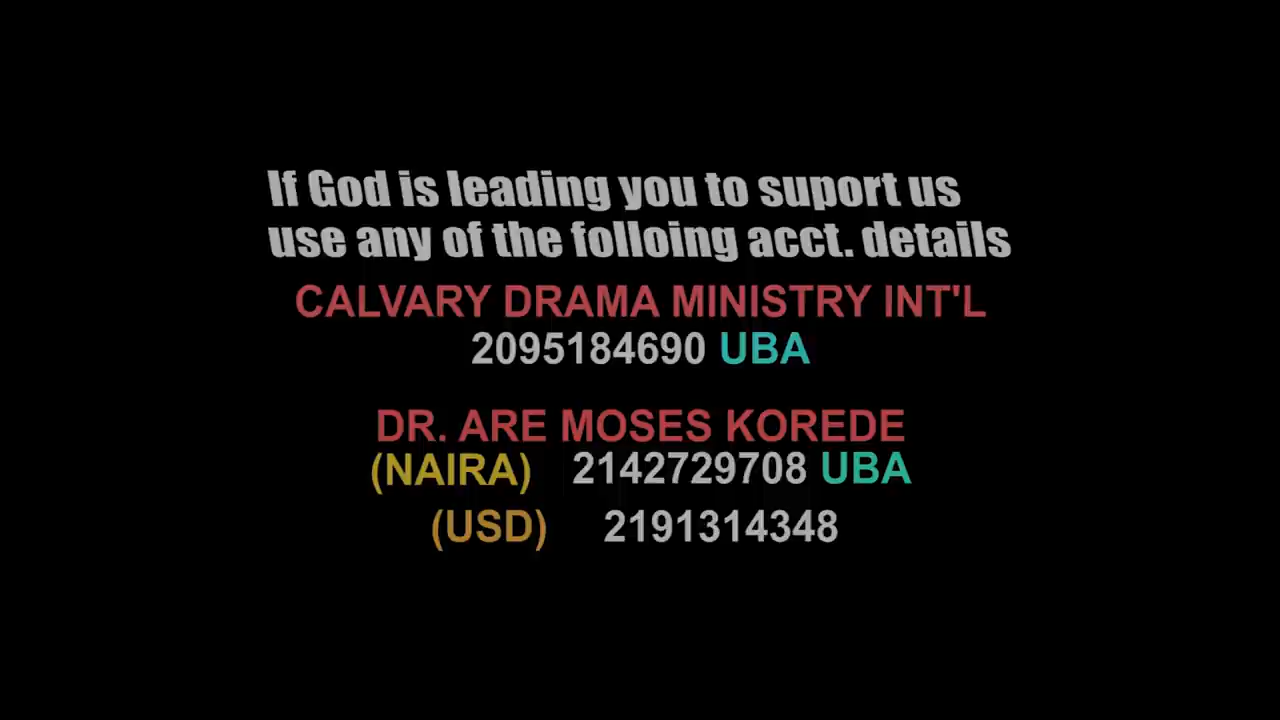 If God is leading you to suport us
use any of the folloing acct. details
CALVARY DRAMA MINISTRY INT'L
2095184690 UBA
DR. ARE MOSES KOREDE
(NAIRA) 2142729708 UBA
(USD) 2191314348